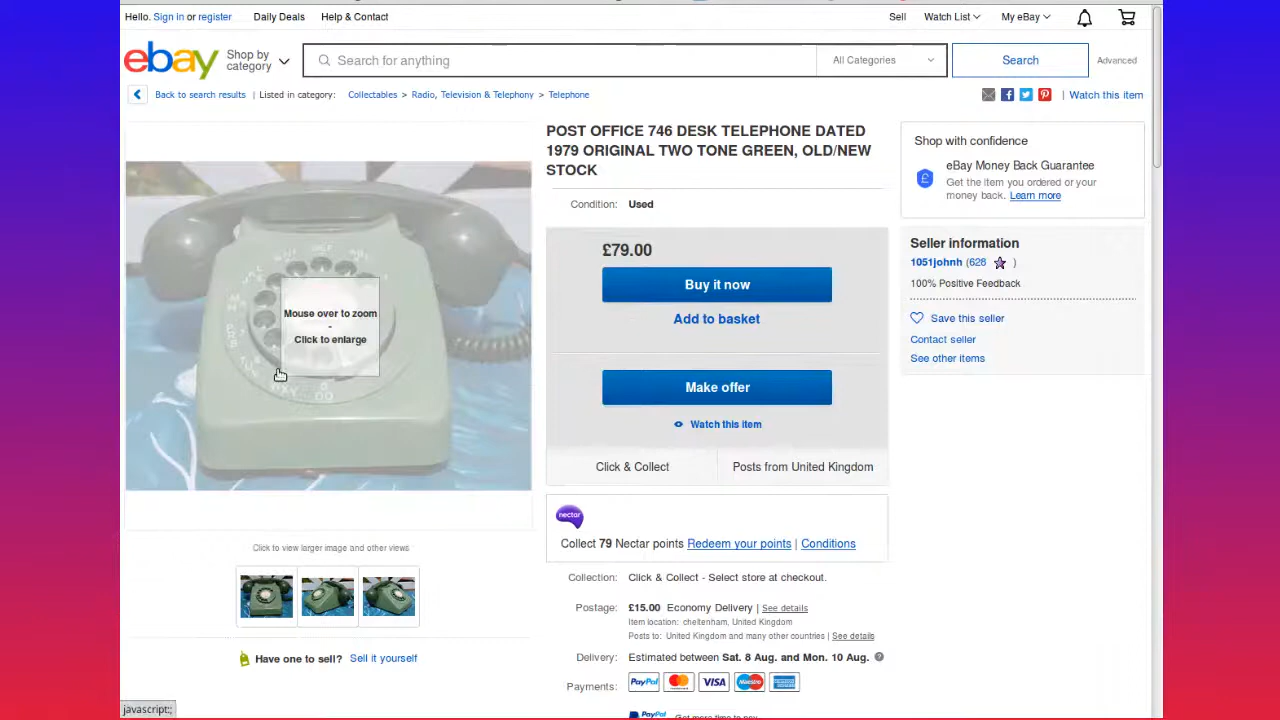 Hello. Sign in or register Daily Deals Help & Contact Sell Watch List My eBay
ebay Shop by category Search for anything All Categories Search Advanced
Back to search results | Listed in category: Collectables > Radio, Television & Telephony > Telephone | Watch this item
POST OFFICE 746 DESK TELEPHONE DATED
1979 ORIGINAL TWO TONE GREEN, OLD/NEW
STOCK
Condition: Used
£79.00
Buy it now
Add to basket
Make offer
Watch this item
Click & Collect Posts from United Kingdom
nectar
Collect 79 Nectar points Redeem your points | Conditions
Collection: Click & Collect - Select store at checkout.
Postage: £15.00 Economy Delivery | See details
Item location: cheltenham, United Kingdom
Posts to: United Kingdom and many other countries | See details
Delivery: Estimated between Sat. 8 Aug. and Mon. 10 Aug. ?
Payments: PayPal MasterCard VISA Maestro
PayPal Get more time to pay
Shop with confidence
eBay Money Back Guarantee
£ Get the item you ordered or your
money back. Learn more
Seller information
1051johnh (628 )
100% Positive Feedback
Save this seller
Contact seller
See other items
Mouse over to zoom
-
Click to enlarge
Click to view larger image and other views
Have one to sell? Sell it yourself
javascript:;